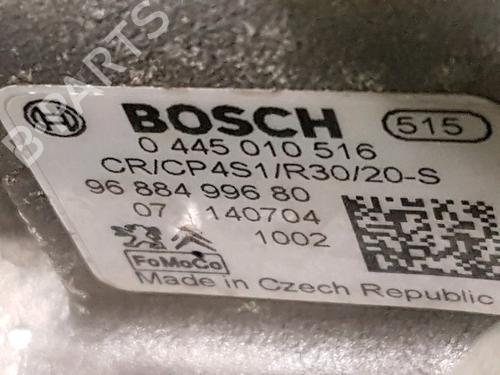 BOSCH 515
0 445 010 516
CR/CP4S1/R30/20-S
96 884 996 80
07 140704
1002
FoMoCo
Made in Czech Republic
B-PARTS